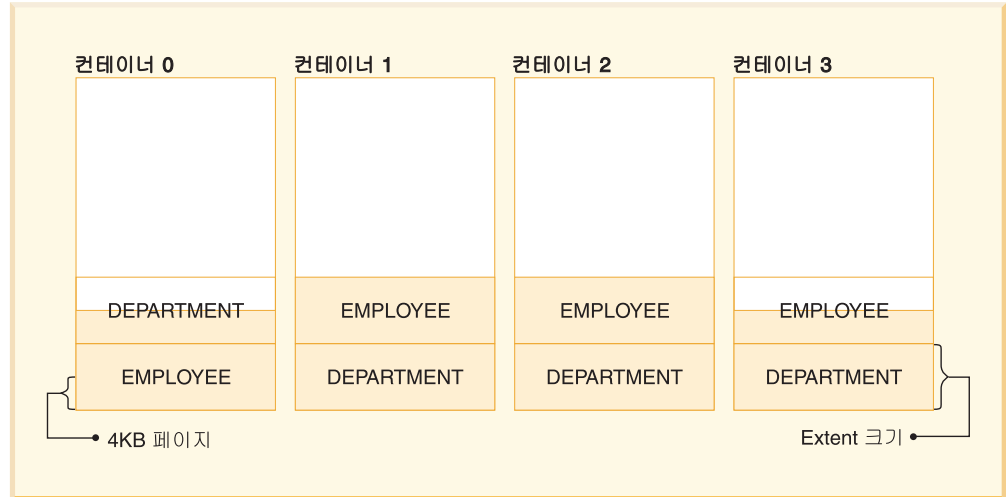 컨테이너 0
컨테이너 1
컨테이너 2
컨테이너 3
DEPARTMENT
EMPLOYEE
EMPLOYEE
EMPLOYEE
EMPLOYEE
DEPARTMENT
DEPARTMENT
DEPARTMENT
4KB 페이지
Extent 크기